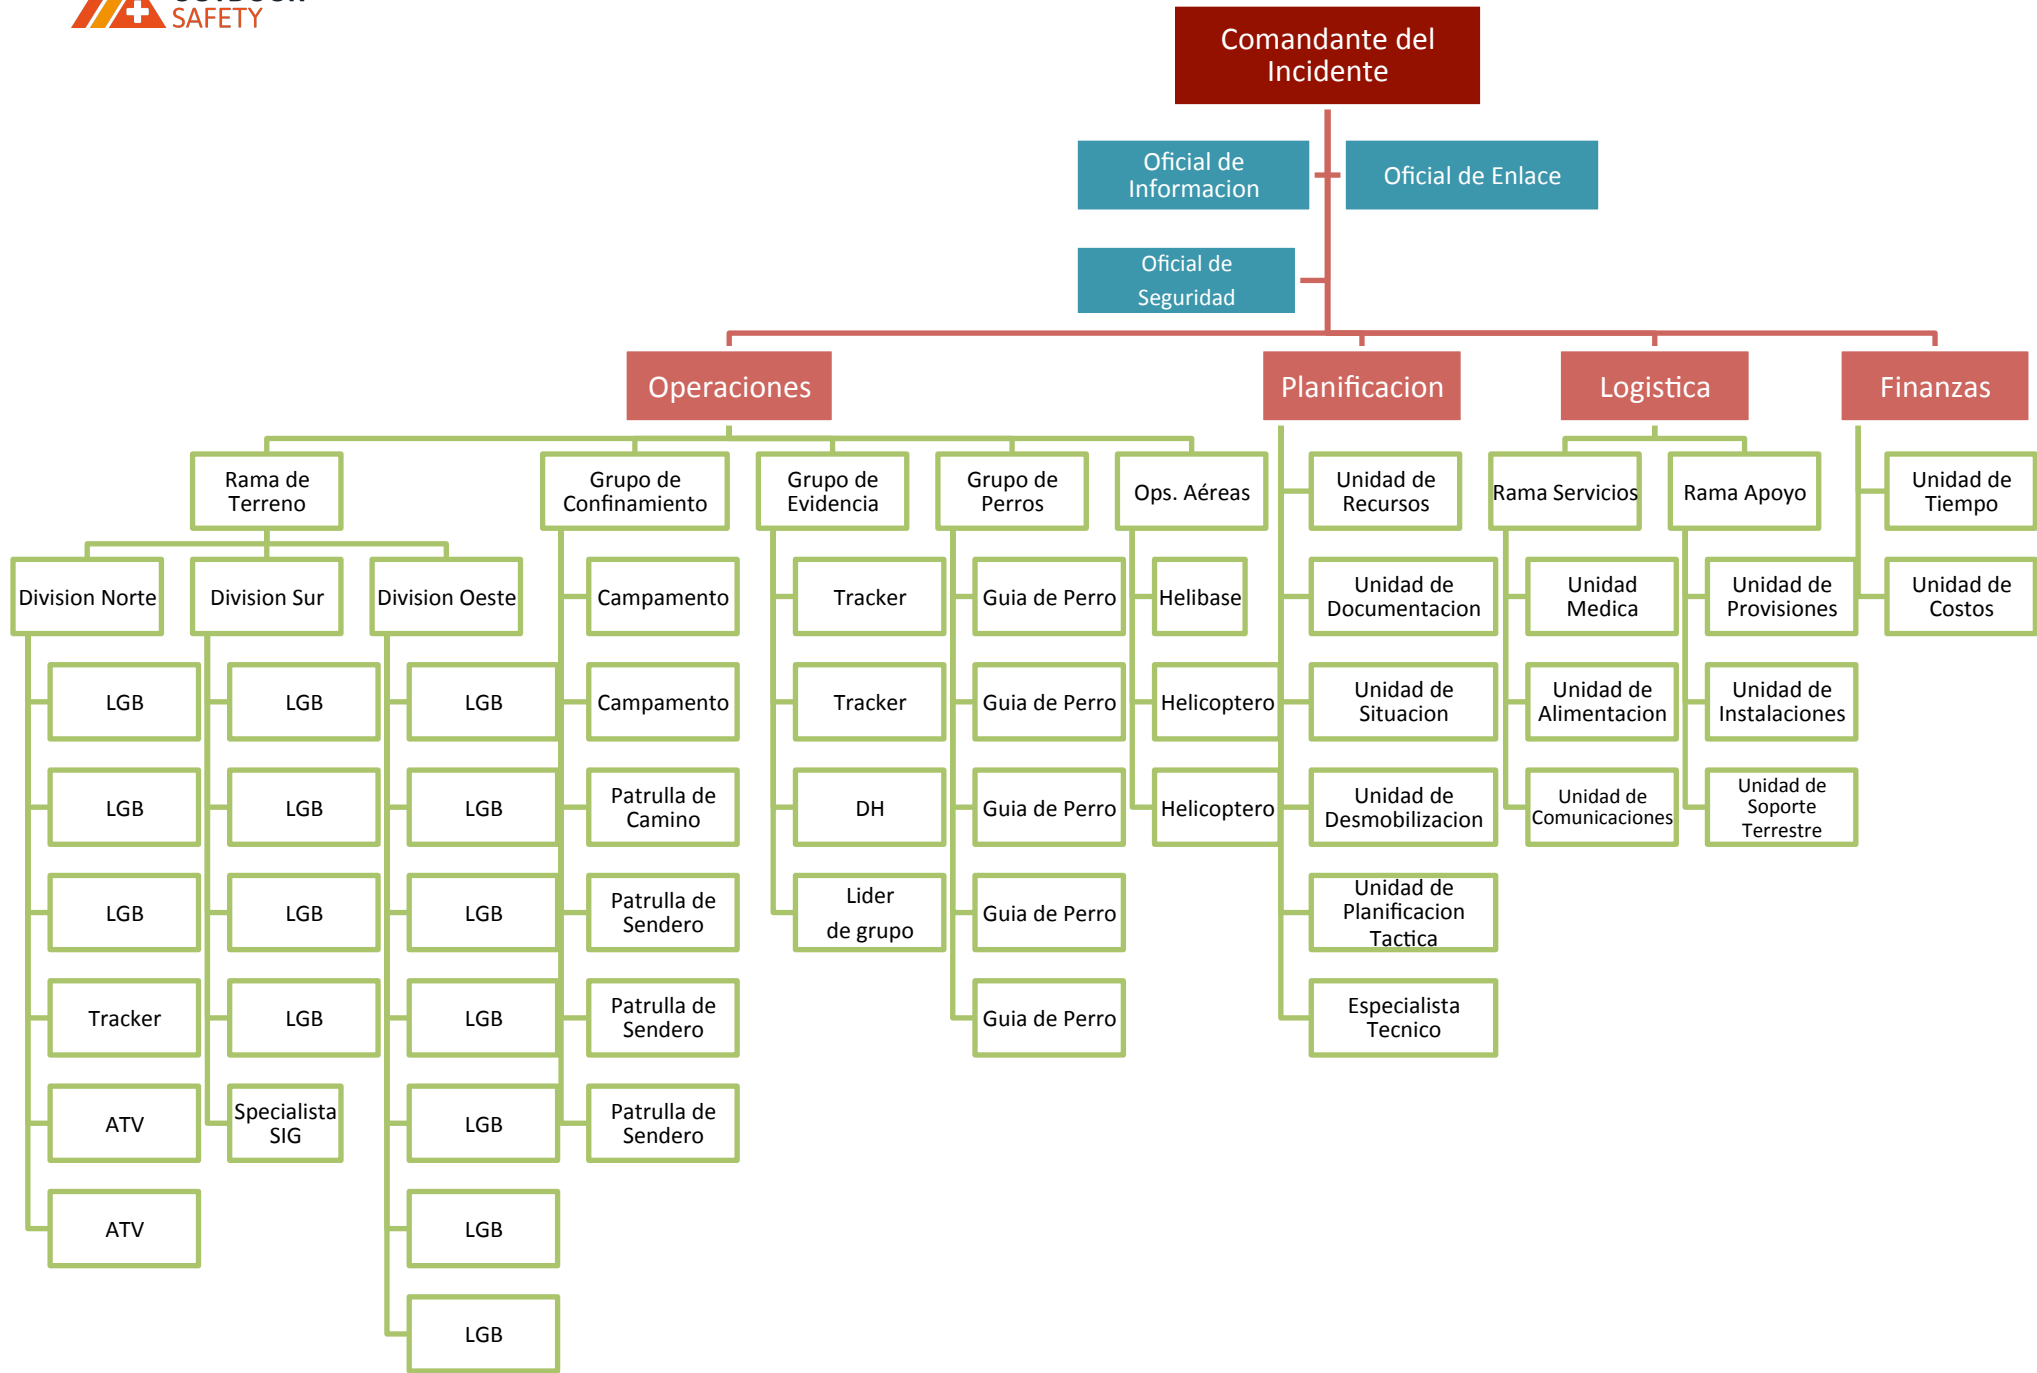 SAFETY
Comandante del
Incidente
Oficial de
Informacion
Oficial de Enlace
Oficial de
Seguridad
Operaciones
Planificacion
Logistica
Finanzas
Rama de
Terreno
Grupo de
Confinamiento
Grupo de
Evidencia
Grupo de
Perros
Ops. Aéreas
Unidad de
Recursos
Rama Servicios
Rama Apoyo
Unidad de
Tiempo
Division Norte
Division Sur
Division Oeste
Campamento
Tracker
Guia de Perro
Helibase
Unidad de
Documentacion
Unidad
Medica
Unidad de
Provisiones
Unidad de
Costos
LGB
LGB
LGB
Campamento
Tracker
Guia de Perro
Helicoptero
Unidad de
Situacion
Unidad de
Alimentacion
Unidad de
Instalaciones
LGB
LGB
LGB
Patrulla de
Camino
DH
Guia de Perro
Helicoptero
Unidad de
Desmobilizacion
Unidad de
Comunicaciones
Unidad de
Soporte
Terrestre
LGB
LGB
LGB
Patrulla de
Sendero
Lider
de grupo
Guia de Perro
Unidad de
Planificacion
Tactica
Tracker
LGB
LGB
Patrulla de
Sendero
Guia de Perro
Especialista
Tecnico
ATV
Specialista
SIG
LGB
Patrulla de
Sendero
ATV
LGB
LGB